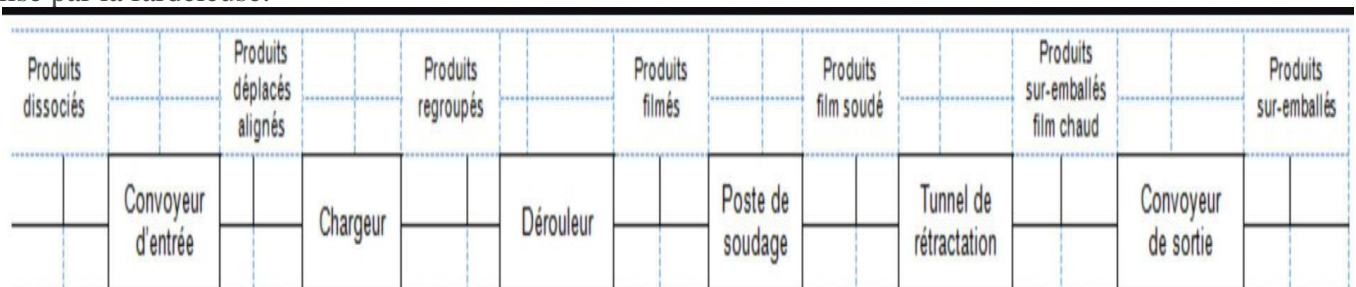 Produits
dissociés
Produits
déplacés
alignés
Produits
regroupés
Produits
filmés
Produits
film soudé
Produits
sur-emballés
film chaud
Produits
sur-emballés
Convoyeur
d'entrée
Chargeur
Dérouleur
Poste de
soudage
Tunnel de
rétractation
Convoyeur
de sortie